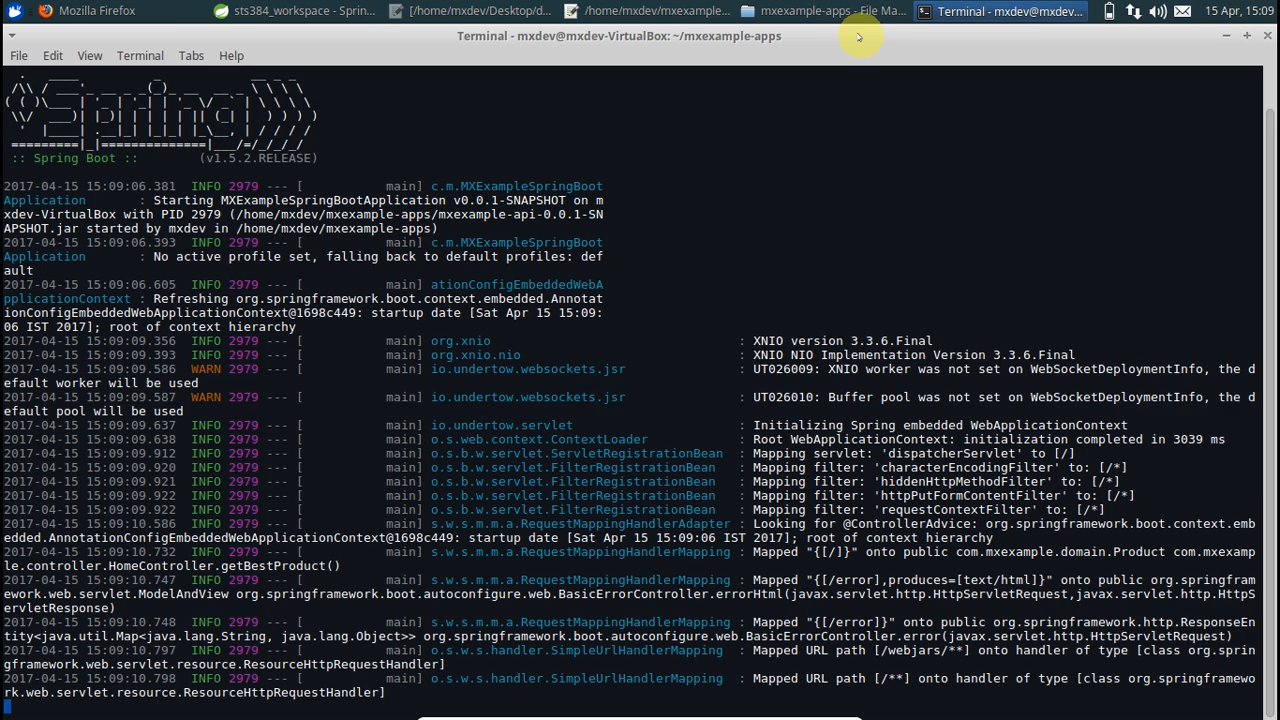 Mozilla Firefox
sts384_workspace - Sprin...
[/home/mxdev/Desktop/d...
/home/mxdev/mxexample...
mxexample-apps - File Ma...
Terminal - mxdev@mxdev...
15 Apr, 15:09
Terminal - mxdev@mxdev-VirtualBox: ~/mxexample-apps
File Edit View Terminal Tabs Help
  .   ____          _            __ _ _
 /\\ / ___'_ __ _ _(_)_ __  __ _ \ \ \ \
( ( )\___ | '_ | '_| | '_ \/ _` | \ \ \ \
 \\/  ___)| |_)| | | | | || (_| |  ) ) ) )
  '  |____| .__|_| |_|_| |_\__, | / / / /
 =========|_|==============|___/=/_/_/_/
 :: Spring Boot ::        (v1.5.2.RELEASE)
2017-04-15 15:09:06.381  INFO 2979 --- [           main] c.m.MXExampleSpringBoot
Application       : Starting MXExampleSpringBootApplication v0.0.1-SNAPSHOT on m
xdev-VirtualBox with PID 2979 (/home/mxdev/mxexample-apps/mxexample-api-0.0.1-SN
APSHOT.jar started by mxdev in /home/mxdev/mxexample-apps)
2017-04-15 15:09:06.393  INFO 2979 --- [           main] c.m.MXExampleSpringBoot
Application       : No active profile set, falling back to default profiles: def
ault
2017-04-15 15:09:06.605  INFO 2979 --- [           main] ationConfigEmbeddedWebA
pplicationContext : Refreshing org.springframework.boot.context.embedded.Annotat
ionConfigEmbeddedWebApplicationContext@1698c449: startup date [Sat Apr 15 15:09:
06 IST 2017]; root of context hierarchy
2017-04-15 15:09:09.356  INFO 2979 --- [           main] org.xnio                                 : XNIO version 3.3.6.Final
2017-04-15 15:09:09.393  INFO 2979 --- [           main] org.xnio.nio                             : XNIO NIO Implementation Version 3.3.6.Final
2017-04-15 15:09:09.586  WARN 2979 --- [           main] io.undertow.websockets.jsr               : UT026009: XNIO worker was not set on WebSocketDeploymentInfo, the d
efault worker will be used
2017-04-15 15:09:09.587  WARN 2979 --- [           main] io.undertow.websockets.jsr               : UT026010: Buffer pool was not set on WebSocketDeploymentInfo, the d
efault pool will be used
2017-04-15 15:09:09.637  INFO 2979 --- [           main] io.undertow.servlet                      : Initializing Spring embedded WebApplicationContext
2017-04-15 15:09:09.638  INFO 2979 --- [           main] o.s.web.context.ContextLoader            : Root WebApplicationContext: initialization completed in 3039 ms
2017-04-15 15:09:09.912  INFO 2979 --- [           main] o.s.b.w.servlet.ServletRegistrationBean  : Mapping servlet: 'dispatcherServlet' to [/]
2017-04-15 15:09:09.920  INFO 2979 --- [           main] o.s.b.w.servlet.FilterRegistrationBean   : Mapping filter: 'characterEncodingFilter' to: [/*]
2017-04-15 15:09:09.921  INFO 2979 --- [           main] o.s.b.w.servlet.FilterRegistrationBean   : Mapping filter: 'hiddenHttpMethodFilter' to: [/*]
2017-04-15 15:09:09.922  INFO 2979 --- [           main] o.s.b.w.servlet.FilterRegistrationBean   : Mapping filter: 'httpPutFormContentFilter' to: [/*]
2017-04-15 15:09:09.922  INFO 2979 --- [           main] o.s.b.w.servlet.FilterRegistrationBean   : Mapping filter: 'requestContextFilter' to: [/*]
2017-04-15 15:09:10.586  INFO 2979 --- [           main] s.w.s.m.m.a.RequestMappingHandlerAdapter : Looking for @ControllerAdvice: org.springframework.boot.context.emb
edded.AnnotationConfigEmbeddedWebApplicationContext@1698c449: startup date [Sat Apr 15 15:09:06 IST 2017]; root of context hierarchy
2017-04-15 15:09:10.732  INFO 2979 --- [           main] s.w.s.m.m.a.RequestMappingHandlerMapping : Mapped "{[/]}" onto public com.mxexample.domain.Product com.mxexamp
le.controller.HomeController.getBestProduct()
2017-04-15 15:09:10.747  INFO 2979 --- [           main] s.w.s.m.m.a.RequestMappingHandlerMapping : Mapped "{[/error],produces=[text/html]}" onto public org.springfram
ework.web.servlet.ModelAndView org.springframework.boot.autoconfigure.web.BasicErrorController.errorHtml(javax.servlet.http.HttpServletRequest,javax.servlet.http.HttpS
ervletResponse)
2017-04-15 15:09:10.748  INFO 2979 --- [           main] s.w.s.m.m.a.RequestMappingHandlerMapping : Mapped "{[/error]}" onto public org.springframework.http.ResponseEn
tity<java.util.Map<java.lang.String, java.lang.Object>> org.springframework.boot.autoconfigure.web.BasicErrorController.error(javax.servlet.http.HttpServletRequest)
2017-04-15 15:09:10.797  INFO 2979 --- [           main] o.s.w.s.handler.SimpleUrlHandlerMapping  : Mapped URL path [/webjars/**] onto handler of type [class org.sprin
gframework.web.servlet.resource.ResourceHttpRequestHandler]
2017-04-15 15:09:10.798  INFO 2979 --- [           main] o.s.w.s.handler.SimpleUrlHandlerMapping  : Mapped URL path [/**] onto handler of type [class org.springframewo
rk.web.servlet.resource.ResourceHttpRequestHandler]